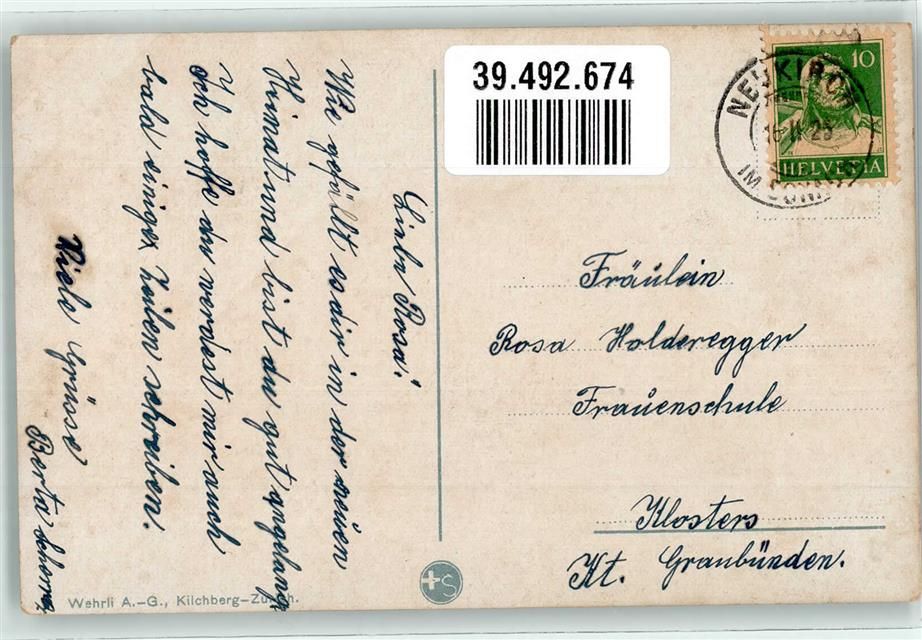 39.492.674
10
HELVETIA
NEUKIRCH
Liebe Rosa!
Wie gefällt es dir in der neuen
Heimat und bist du gut angelangt
Ich hoffe du werdest mir auch
bald einige Zeilen schreiben.
Viele Grüsse
Berta
Fräulein
Rosa Holderegger
Frauenschule
Klosters
Kt. Graubünden.
Wehrli A.-G., Kilchberg-Zürich.
S